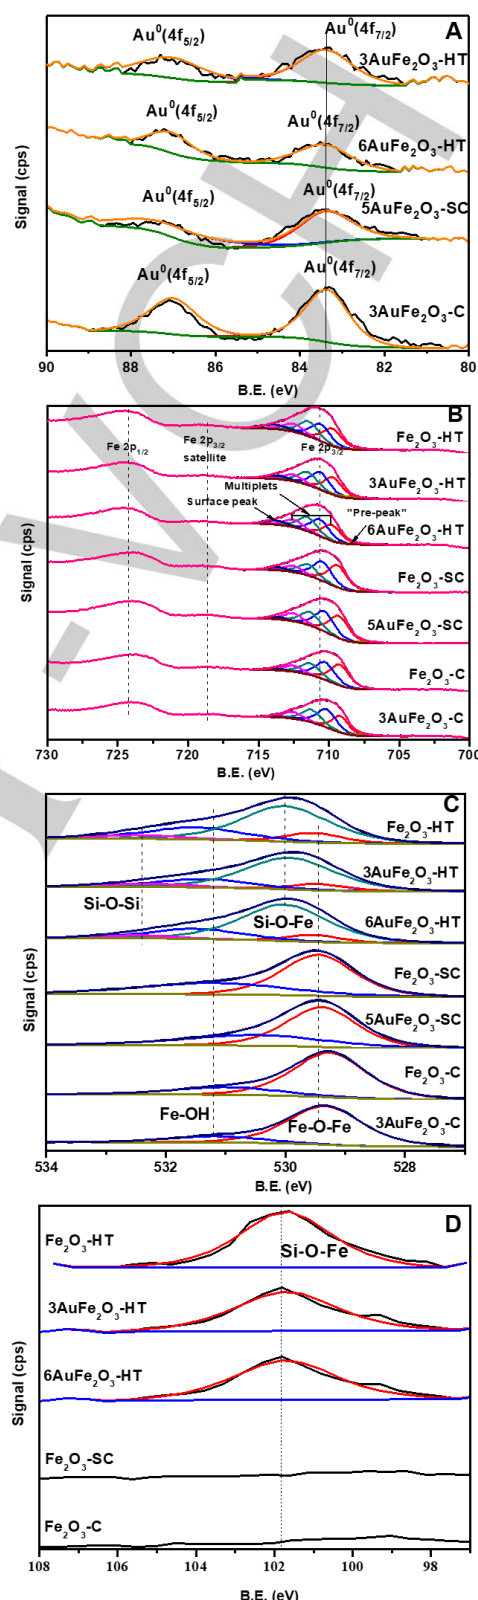 A
Au⁰(4f₅/₂) Au⁰(4f₇/₂)
3AuFe₂O₃-HT
Au⁰(4f₅/₂) Au⁰(4f₇/₂)
6AuFe₂O₃-HT
Au⁰(4f₅/₂) Au⁰(4f₇/₂)
5AuFe₂O₃-SC
Au⁰(4f₅/₂) Au⁰(4f₇/₂)
3AuFe₂O₃-C
Signal (cps)
90 88 86 84 82 80
B.E. (eV)
B
Fe 2p₁/₂ Fe 2p₃/₂ satellite Fe 2p₃/₂
Fe₂O₃-HT
3AuFe₂O₃-HT
Multiplets
Surface peak "Pre-peak"
6AuFe₂O₃-HT
Fe₂O₃-SC
5AuFe₂O₃-SC
Fe₂O₃-C
3AuFe₂O₃-C
Signal (cps)
730 725 720 715 710 705 700
B.E. (eV)
C
Fe₂O₃-HT
3AuFe₂O₃-HT
Si-O-Si
Si-O-Fe 6AuFe₂O₃-HT
Fe₂O₃-SC
5AuFe₂O₃-SC
Fe₂O₃-C
Fe-OH
Fe-O-Fe 3AuFe₂O₃-C
Signal (cps)
534 532 530 528
B.E. (eV)
D
Fe₂O₃-HT
Si-O-Fe
3AuFe₂O₃-HT
6AuFe₂O₃-HT
Fe₂O₃-SC
Fe₂O₃-C
Signal (cps)
108 106 104 102 100 98
B.E. (eV)